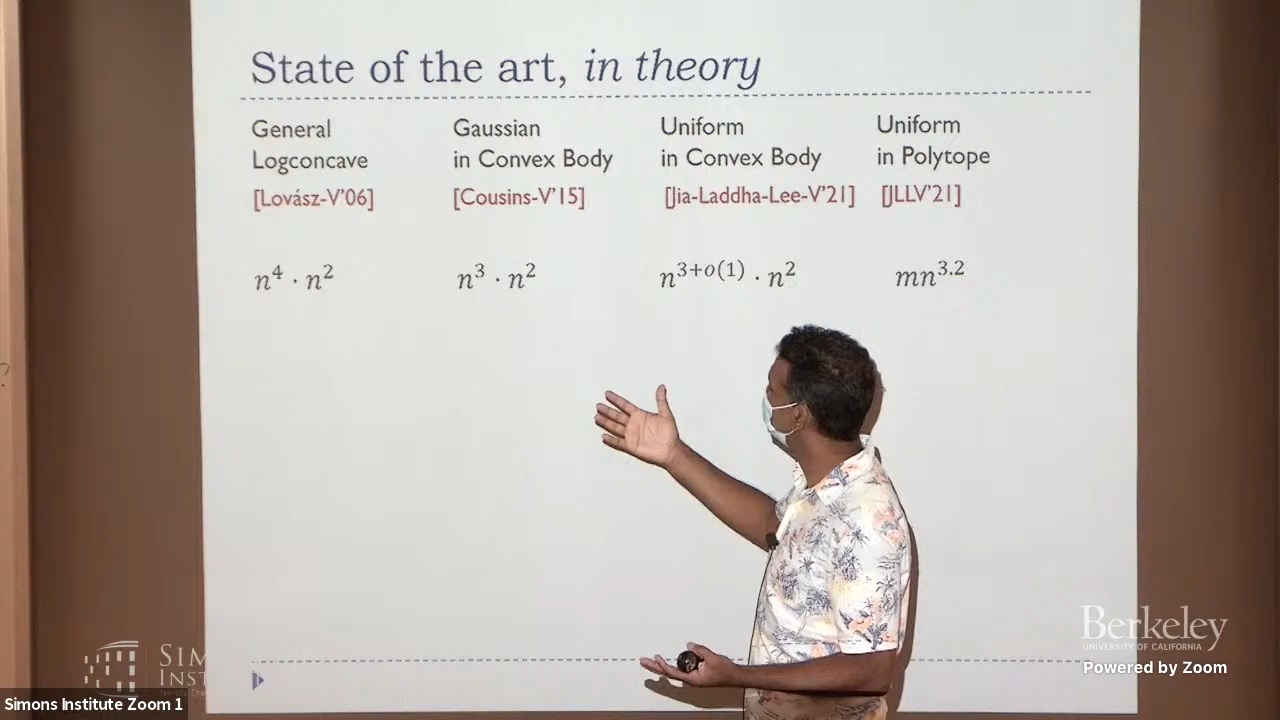 State of the art, in theory
General
Logconcave
[Lovász-V'06]
n⁴ · n²
Gaussian
in Convex Body
[Cousins-V'15]
n³ · n²
Uniform
in Convex Body
[Jia-Laddha-Lee-V'21]
n^{3+o(1)} · n²
Uniform
in Polytope
[JLLV'21]
mn^{3.2}
Berkeley
UNIVERSITY OF CALIFORNIA
Powered by Zoom
Simons Institute Zoom 1